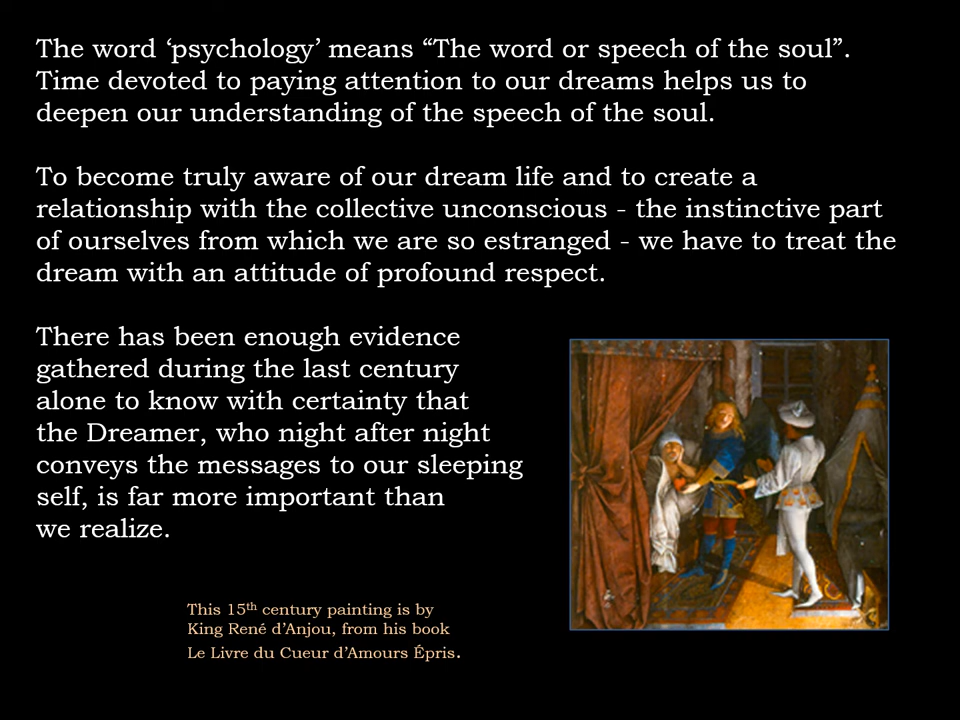 The word ‘psychology’ means “The word or speech of the soul”.
Time devoted to paying attention to our dreams helps us to
deepen our understanding of the speech of the soul.
To become truly aware of our dream life and to create a
relationship with the collective unconscious - the instinctive part
of ourselves from which we are so estranged - we have to treat the
dream with an attitude of profound respect.
There has been enough evidence
gathered during the last century
alone to know with certainty that
the Dreamer, who night after night
conveys the messages to our sleeping
self, is far more important than
we realize.
This 15th century painting is by
King René d’Anjou, from his book
Le Livre du Cueur d’Amours Épris.